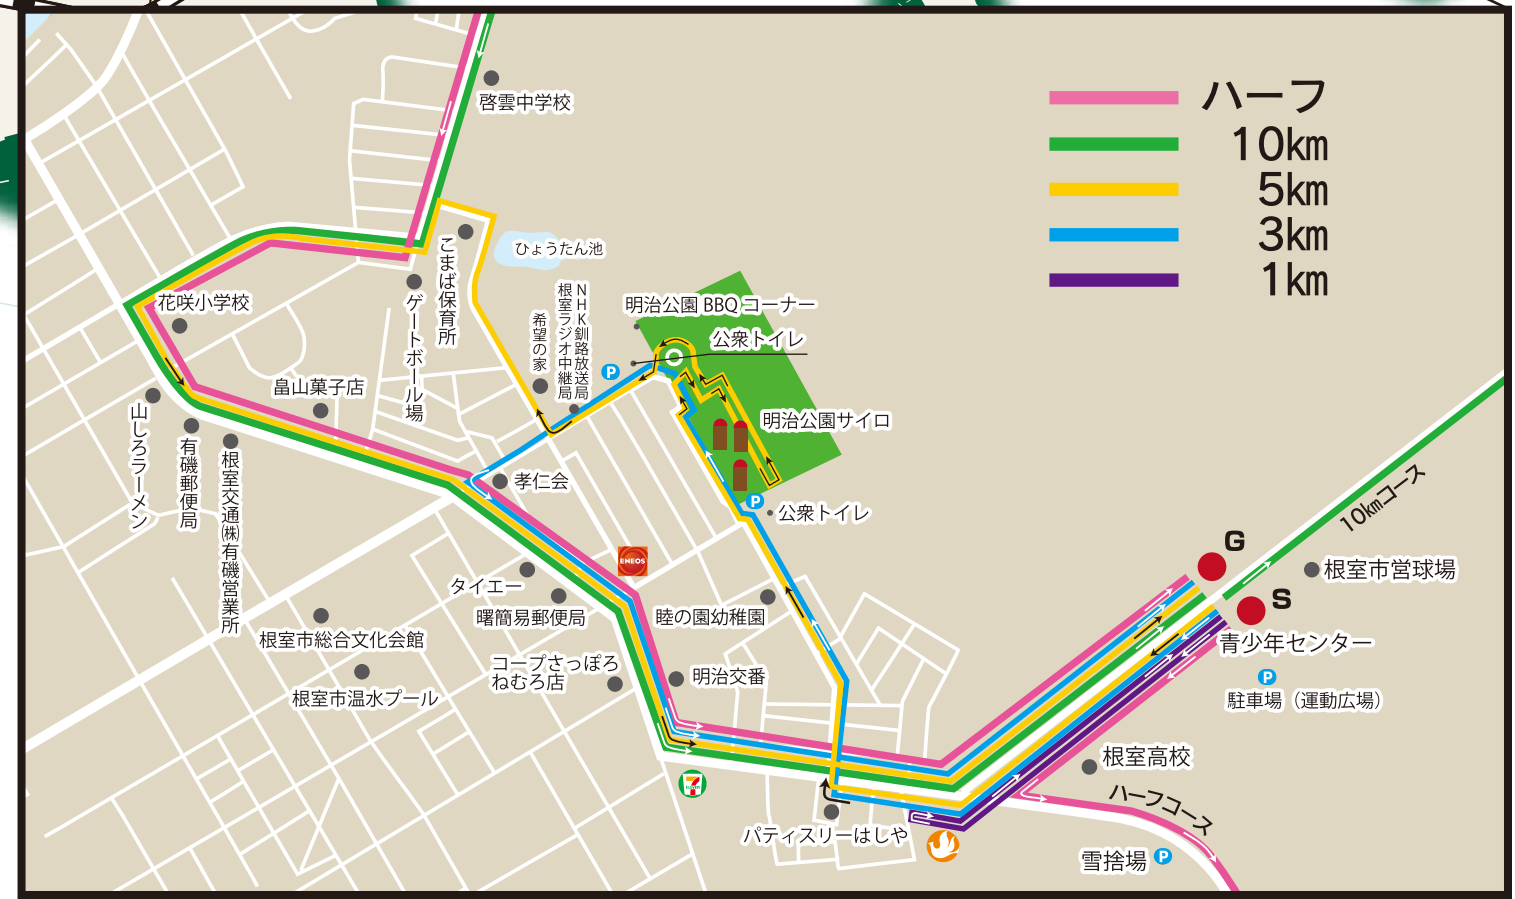 ハーフ
10km
5km
3km
1km
啓雲中学校
こまば保育所
ひょうたん池
花咲小学校
ゲートボール場
希望の家
NHK釧路放送局
根室ラジオ中継局
P
明治公園 BBQ コーナー
公衆トイレ
畠山菓子店
明治公園サイロ
山しろラーメン
有磯郵便局
根室交通㈱有磯営業所
孝仁会
P
公衆トイレ
10kmコース
ENEOS
G
根室市営球場
タイエー
S
曙簡易郵便局
睦の園幼稚園
根室市総合文化会館
青少年センター
コープさっぽろ
ねむろ店
明治交番
P
根室市温水プール
駐車場（運動広場）
根室高校
7
ELEVEN
ハーフコース
パティスリーはしや
雪捨場
P